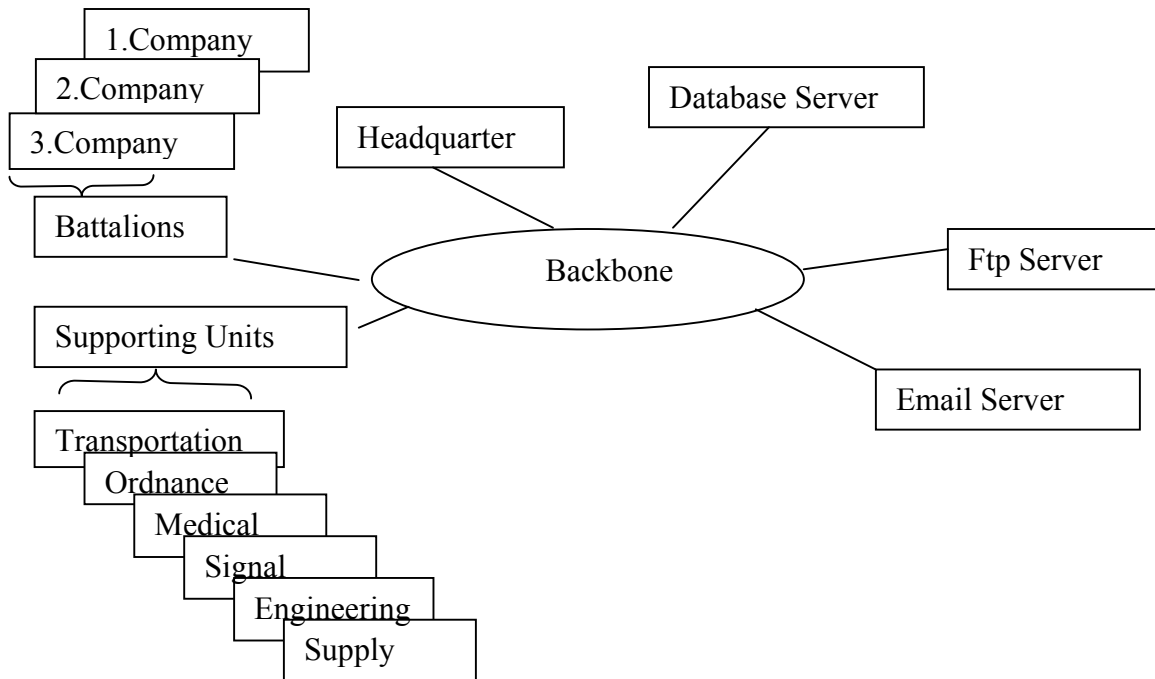 1.Company
2.Company
3.Company
Battalions
Headquarter
Database Server
Backbone
Ftp Server
Email Server
Supporting Units
Transportation
Ordnance
Medical
Signal
Engineering
Supply